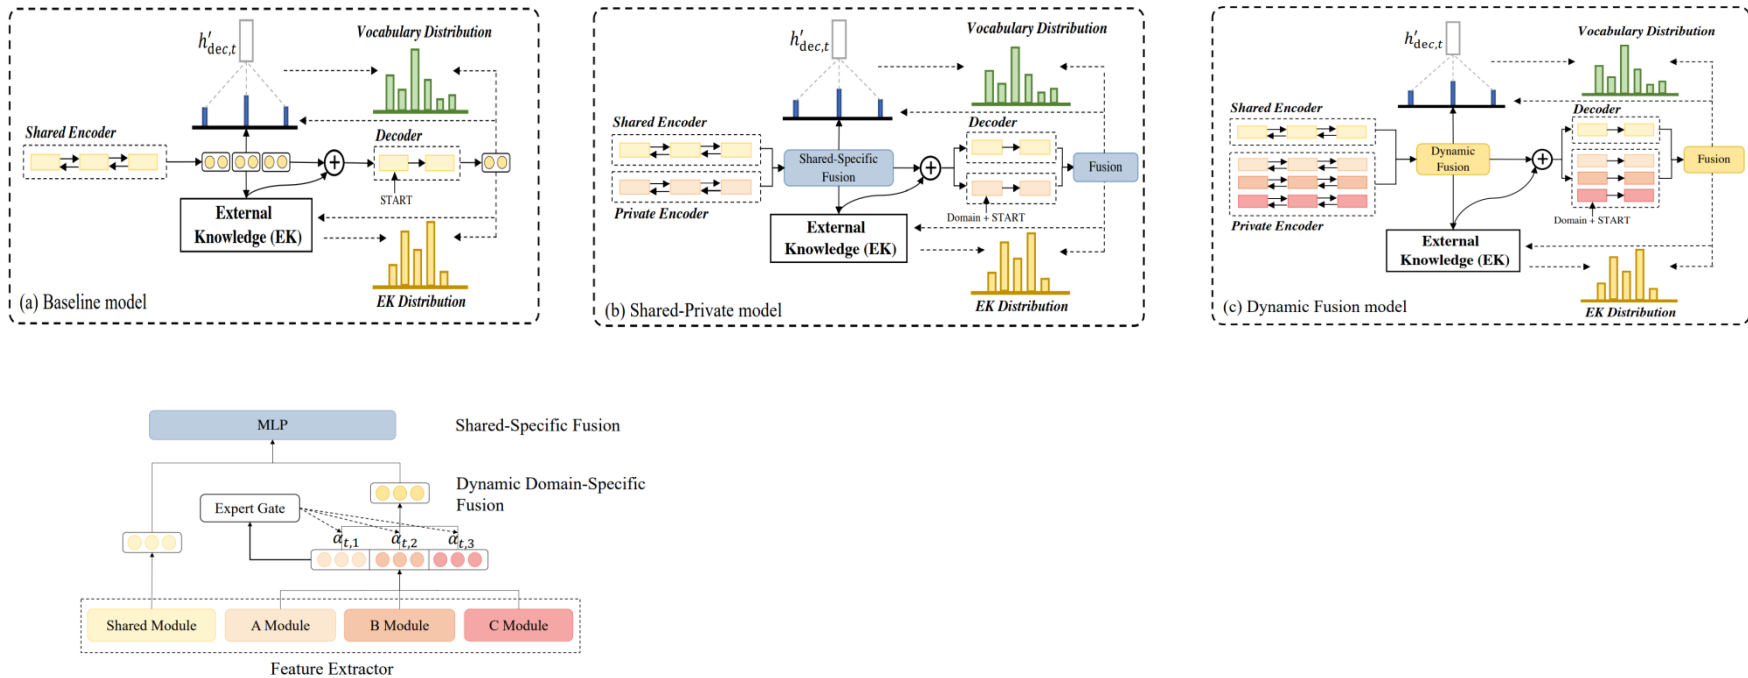 h′dec,t
Vocabulary Distribution
Shared Encoder
Decoder
START
External
Knowledge (EK)
EK Distribution
(a) Baseline model
h′dec,t
Vocabulary Distribution
Shared Encoder
Decoder
Shared-Specific
Fusion
Fusion
Private Encoder
Domain + START
External
Knowledge (EK)
EK Distribution
(b) Shared-Private model
h′dec,t
Vocabulary Distribution
Shared Encoder
Decoder
Dynamic
Fusion
Fusion
Private Encoder
Domain + START
External
Knowledge (EK)
EK Distribution
(c) Dynamic Fusion model
MLP
Shared-Specific Fusion
Dynamic Domain-Specific
Fusion
Expert Gate
αt,1 αt,2 αt,3
Shared Module A Module B Module C Module
Feature Extractor